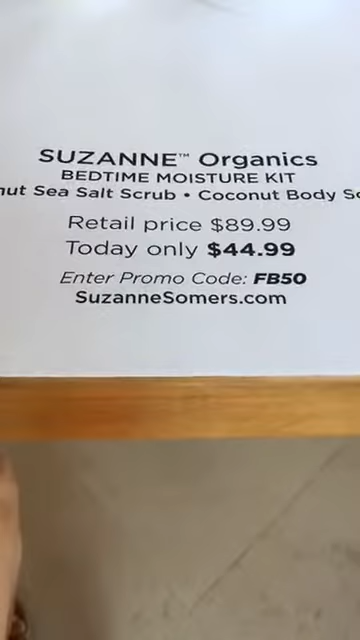 SUZANNE™ Organics
BEDTIME MOISTURE KIT
Sea Salt Scrub • Coconut Body
Retail price $89.99
Today only $44.99
Enter Promo Code: FB50
SuzanneSomers.com